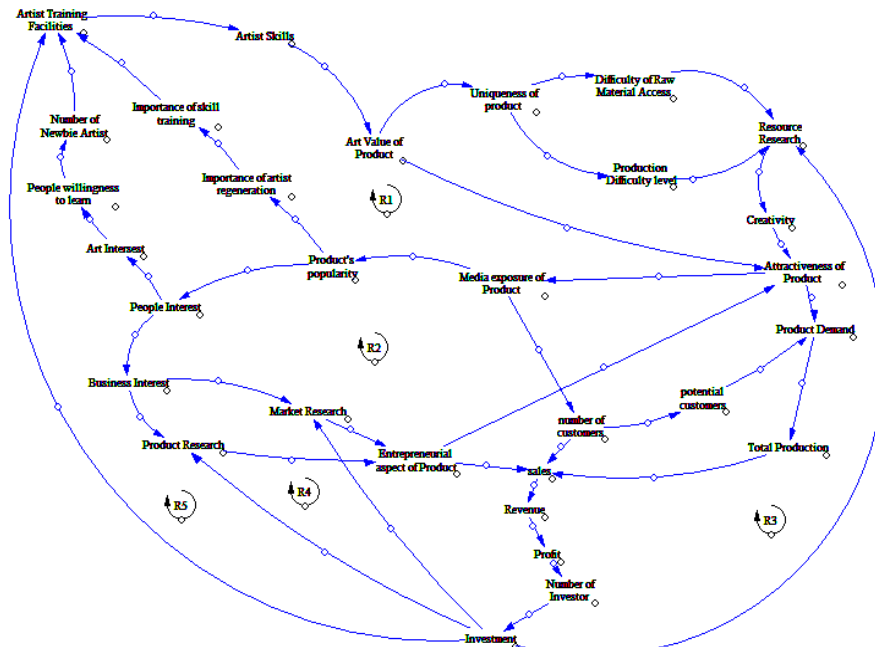 Artist Training
Facilities
Artist Skills
Uniqueness of
product
Difficulty of Raw
Material Access
Number of
Newbie Artist
Importance of skill
training
Art Value of
Product
Resource
Research
People willingness
to learn
Importance of artist
regeneration
Production
Difficulty level
R1
Creativity
Art Intersest
Product's
popularity
Media exposure of
Product
Attractiveness of
Product
People Interest
Product Demand
R2
Business Interest
Market Research
potential
customers
number of
customers
Product Research
Entrepreneurial
aspect of Product
Total Production
sales
R5
R4
Revenue
R3
Profit
Number of
Investor
Investment